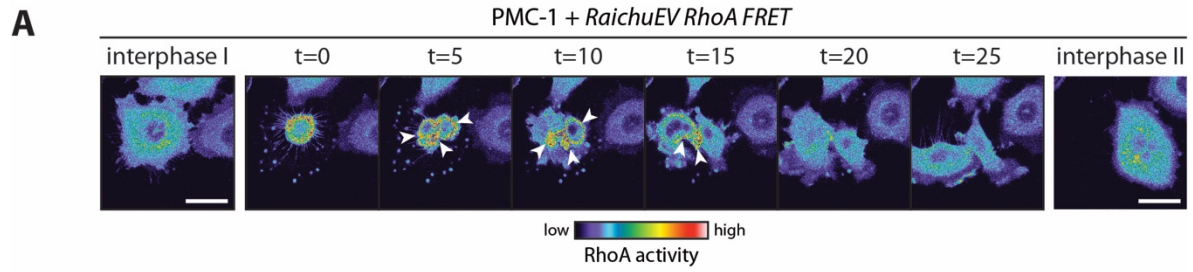 A
PMC-1 + RaichuEV RhoA FRET
interphase I t=0 t=5 t=10 t=15 t=20 t=25 interphase II
low high
RhoA activity